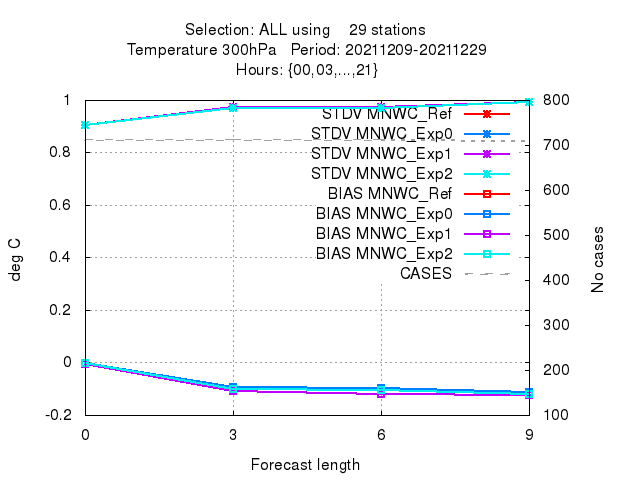 Selection: ALL using 29 stations
Temperature 300hPa Period: 20211209-20211229
Hours: {00,03,...,21}
1 800
STDV MNWC_Ref
STDV MNWC_Exp0
700
0.8
STDV MNWC_Exp1
STDV MNWC_Exp2
600
BIAS MNWC_Ref
0.6
BIAS MNWC_Exp0
500
BIAS MNWC_Exp1
BIAS MNWC_Exp2
0.4
deg C
No cases
CASES
400
0.2
300
0
200
-0.2 100
0 3 6 9
Forecast length